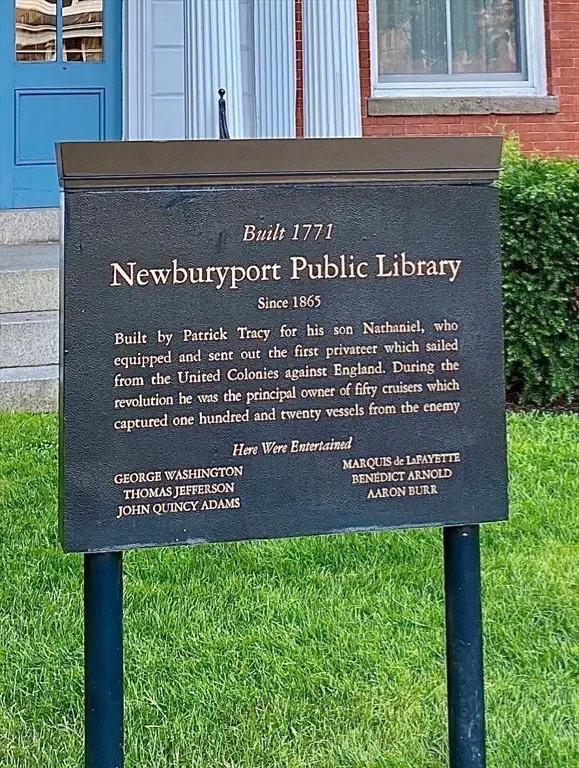 Built 1771
Newburyport Public Library
Since 1865
Built by Patrick Tracy for his son Nathaniel, who
equipped and sent out the first privateer which sailed
from the United Colonies against England. During the
revolution he was the principal owner of fifty cruisers which
captured one hundred and twenty vessels from the enemy
Here Were Entertained
GEORGE WASHINGTON
THOMAS JEFFERSON
JOHN QUINCY ADAMS
MARQUIS de LaFAYETTE
BENEDICT ARNOLD
AARON BURR